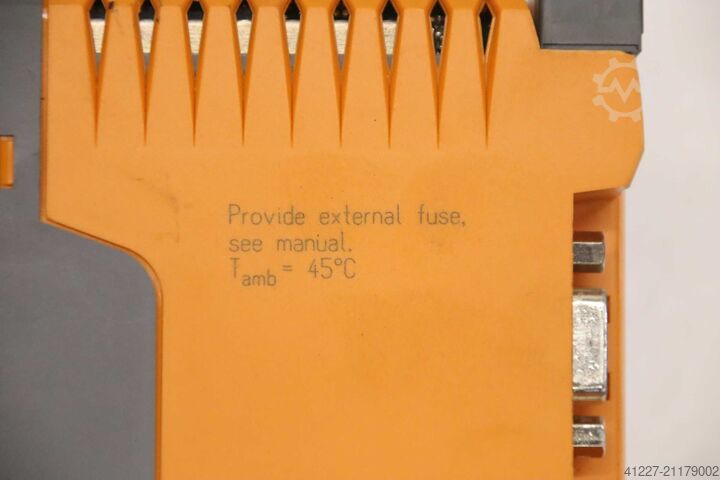 Provide external fuse,
see manual.
Tamb = 45°C
41227-21179002